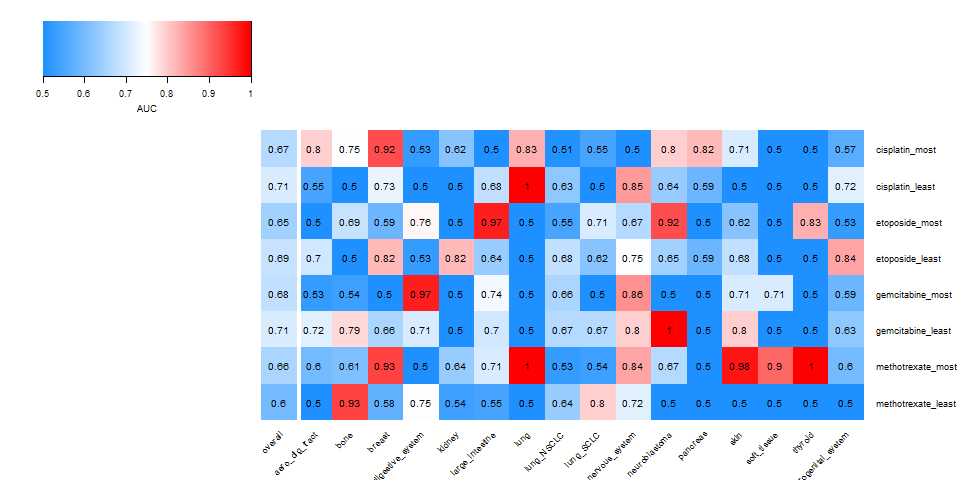 0.5 0.6 0.7 0.8 0.9 1
AUC
0.67 0.8 0.75 0.92 0.53 0.62 0.5 0.83 0.51 0.55 0.5 0.8 0.82 0.71 0.5 0.5 0.57 cisplatin_most
0.71 0.55 0.5 0.73 0.5 0.5 0.68 1 0.63 0.5 0.85 0.64 0.59 0.5 0.5 0.5 0.72 cisplatin_least
0.65 0.5 0.69 0.59 0.76 0.5 0.97 0.5 0.55 0.71 0.67 0.92 0.5 0.62 0.5 0.83 0.53 etoposide_most
0.69 0.7 0.5 0.82 0.53 0.82 0.64 0.5 0.68 0.62 0.75 0.65 0.59 0.68 0.5 0.5 0.84 etoposide_least
0.68 0.53 0.54 0.5 0.97 0.5 0.74 0.5 0.66 0.5 0.86 0.5 0.5 0.71 0.71 0.5 0.59 gemcitabine_most
0.71 0.72 0.79 0.66 0.71 0.5 0.7 0.5 0.67 0.67 0.8 1 0.5 0.8 0.5 0.5 0.63 gemcitabine_least
0.66 0.6 0.61 0.93 0.5 0.64 0.71 1 0.53 0.54 0.84 0.67 0.5 0.98 0.9 1 0.6 methotrexate_most
0.6 0.5 0.93 0.58 0.75 0.54 0.55 0.5 0.64 0.8 0.72 0.5 0.5 0.5 0.5 0.5 0.5 methotrexate_least
overall aero_dig_tract bone breast digestive_system kidney large_intestine lung lung_NSCLC lung_SCLC nervous_system neuroblastoma pancreas skin soft_tissue thyroid ogenital_system